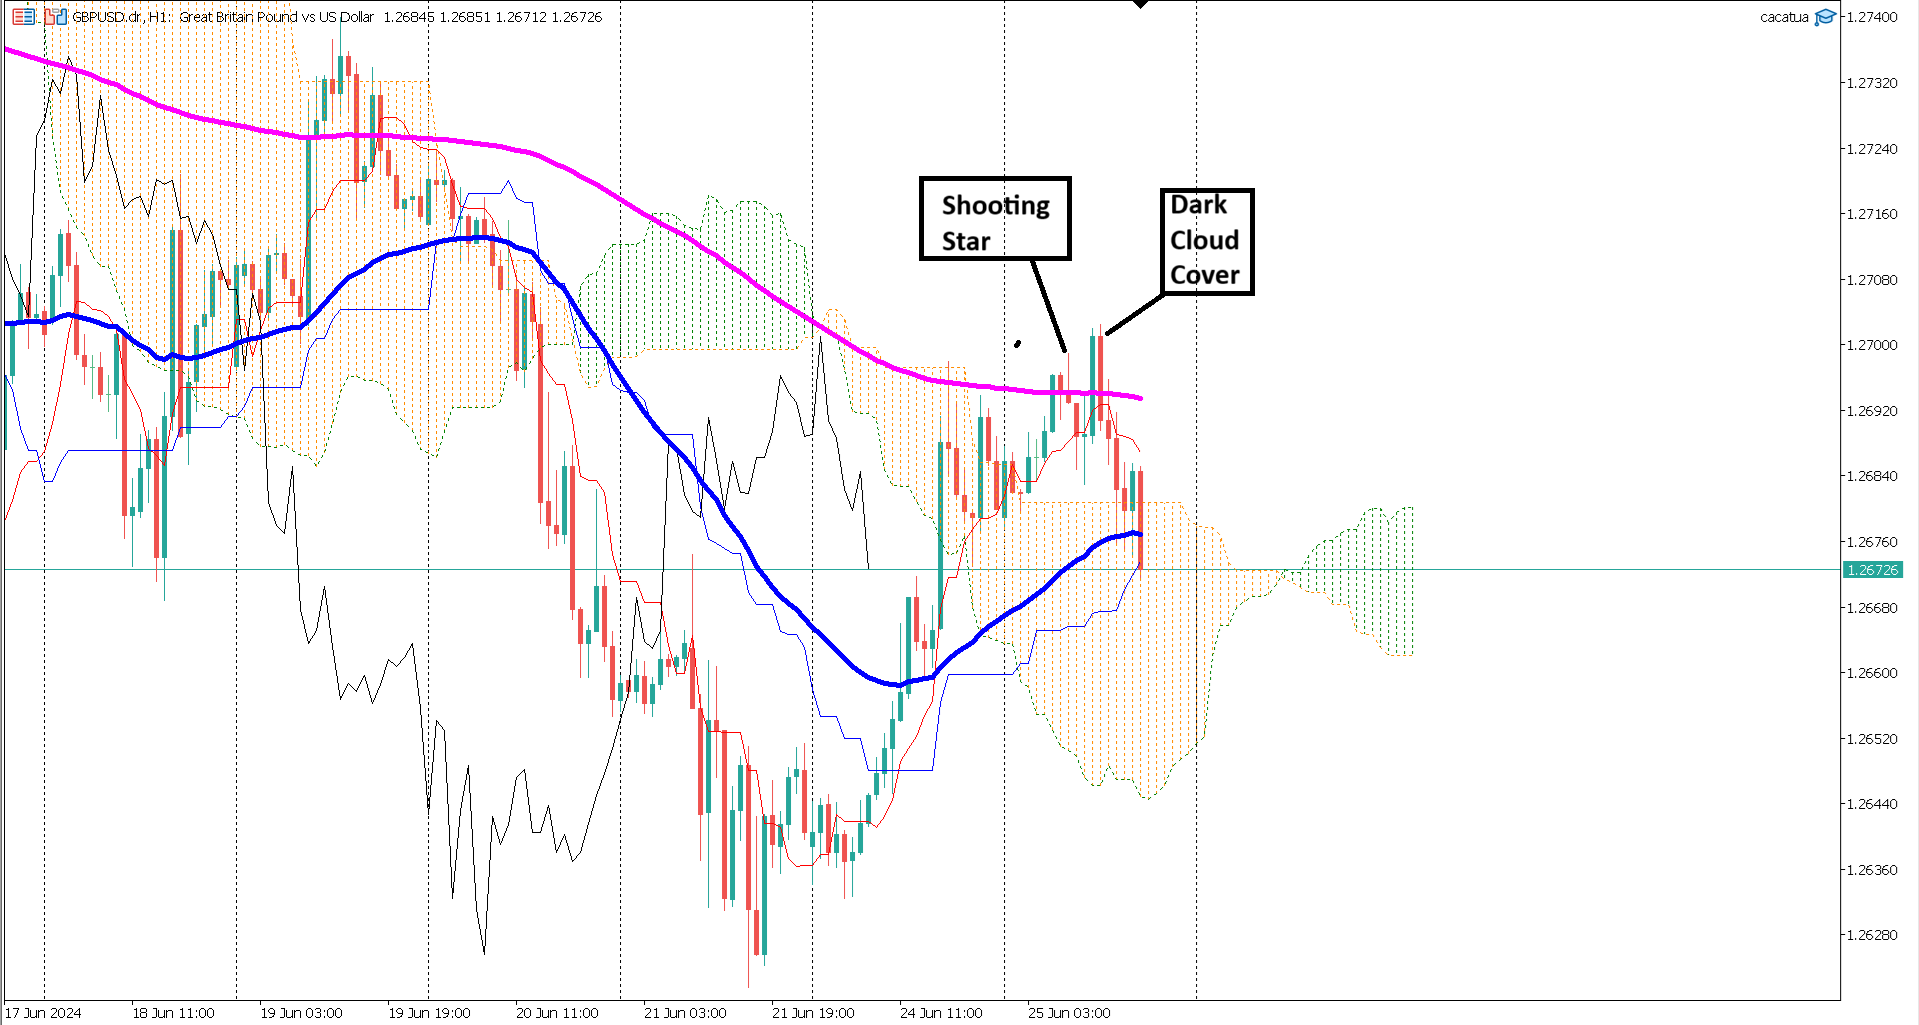 GBPUSD.dr, H1: Great Britain Pound vs US Dollar 1.26845 1.26851 1.26712 1.26726
cacatua
1.27400
1.27320
1.27240
1.27160
1.27080
1.27000
1.26920
1.26840
1.26760
1.26726
1.26680
1.26600
1.26520
1.26440
1.26360
1.26280
Shooting
Star
Dark
Cloud
Cover
17 Jun 2024
18 Jun 11:00
19 Jun 03:00
19 Jun 19:00
20 Jun 11:00
21 Jun 03:00
21 Jun 19:00
24 Jun 11:00
25 Jun 03:00